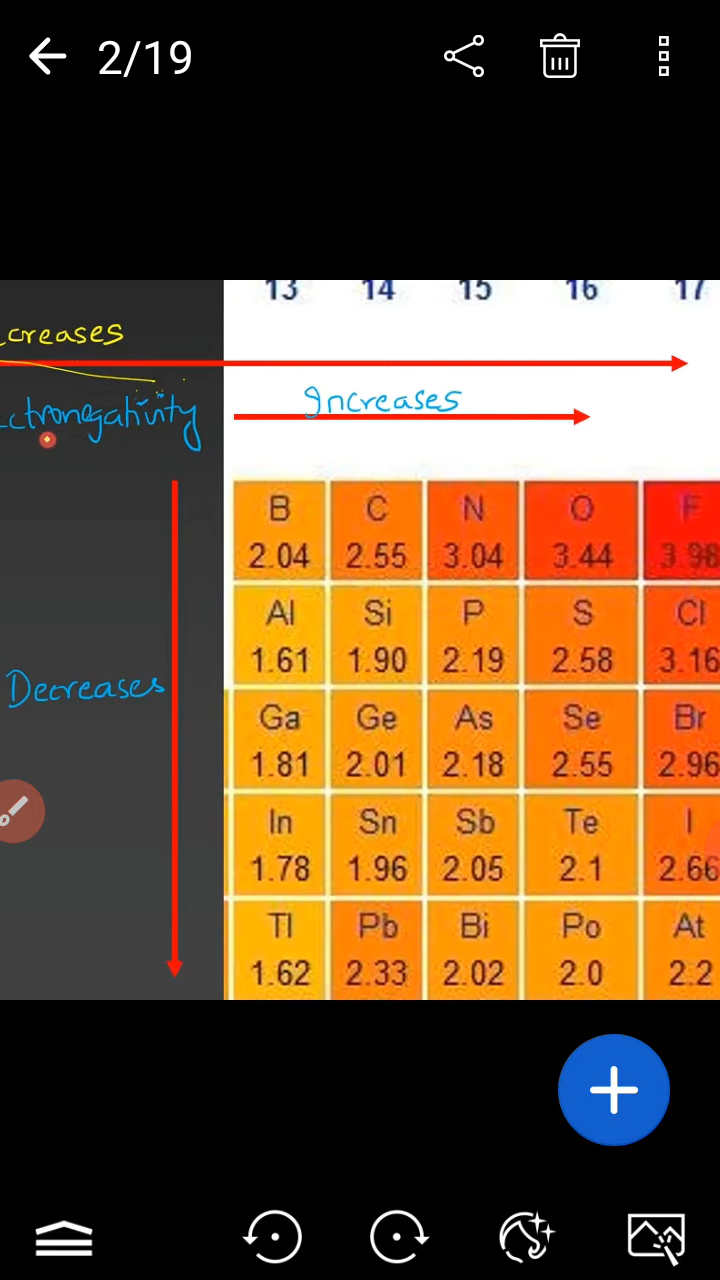 2/19
13 14 15 16 17
creases
Increases
ctronegativity
B C N O F
2.04 2.55 3.04 3.44 3.98
Al Si P S Cl
1.61 1.90 2.19 2.58 3.16
Decreases
Ga Ge As Se Br
1.81 2.01 2.18 2.55 2.96
In Sn Sb Te I
1.78 1.96 2.05 2.1 2.66
Tl Pb Bi Po At
1.62 2.33 2.02 2.0 2.2